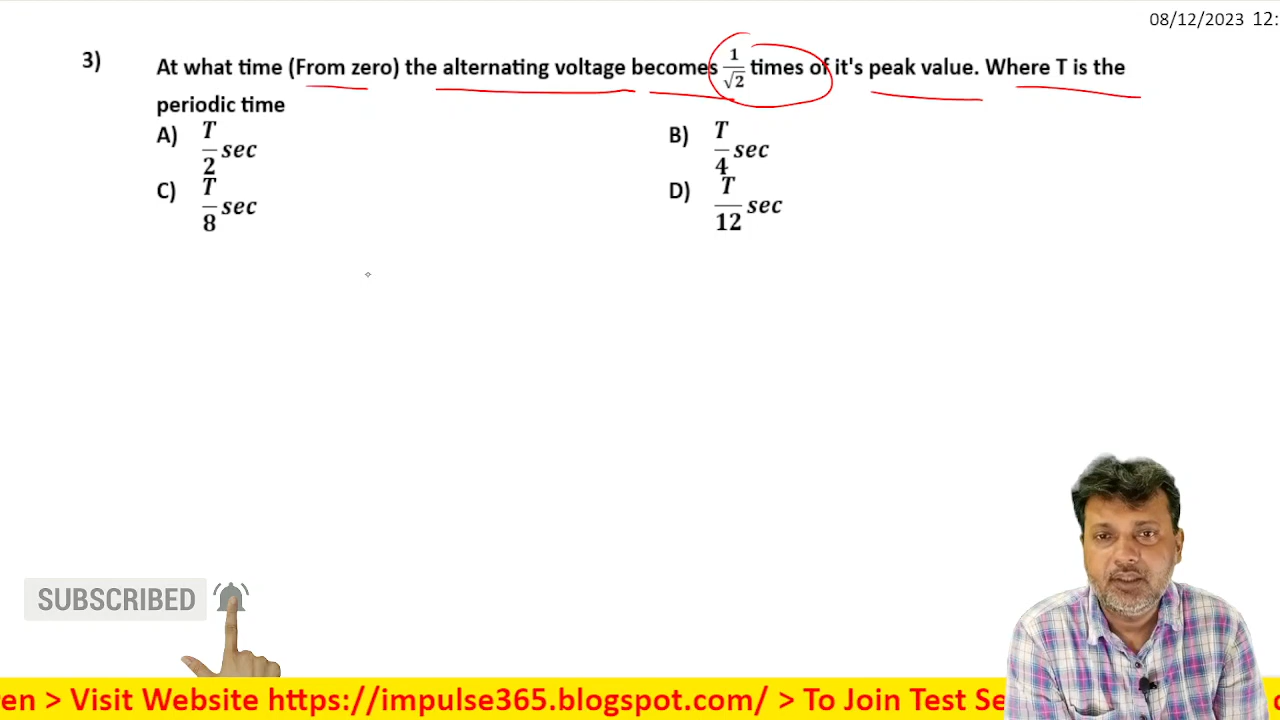 08/12/2023 12:
3) At what time (From zero) the alternating voltage becomes 1/√2 times of it's peak value. Where T is the
periodic time
A) T/2 sec B) T/4 sec
C) T/8 sec D) T/12 sec
SUBSCRIBED
en > Visit Website https://impulse365.blogspot.com/ > To Join Test Se